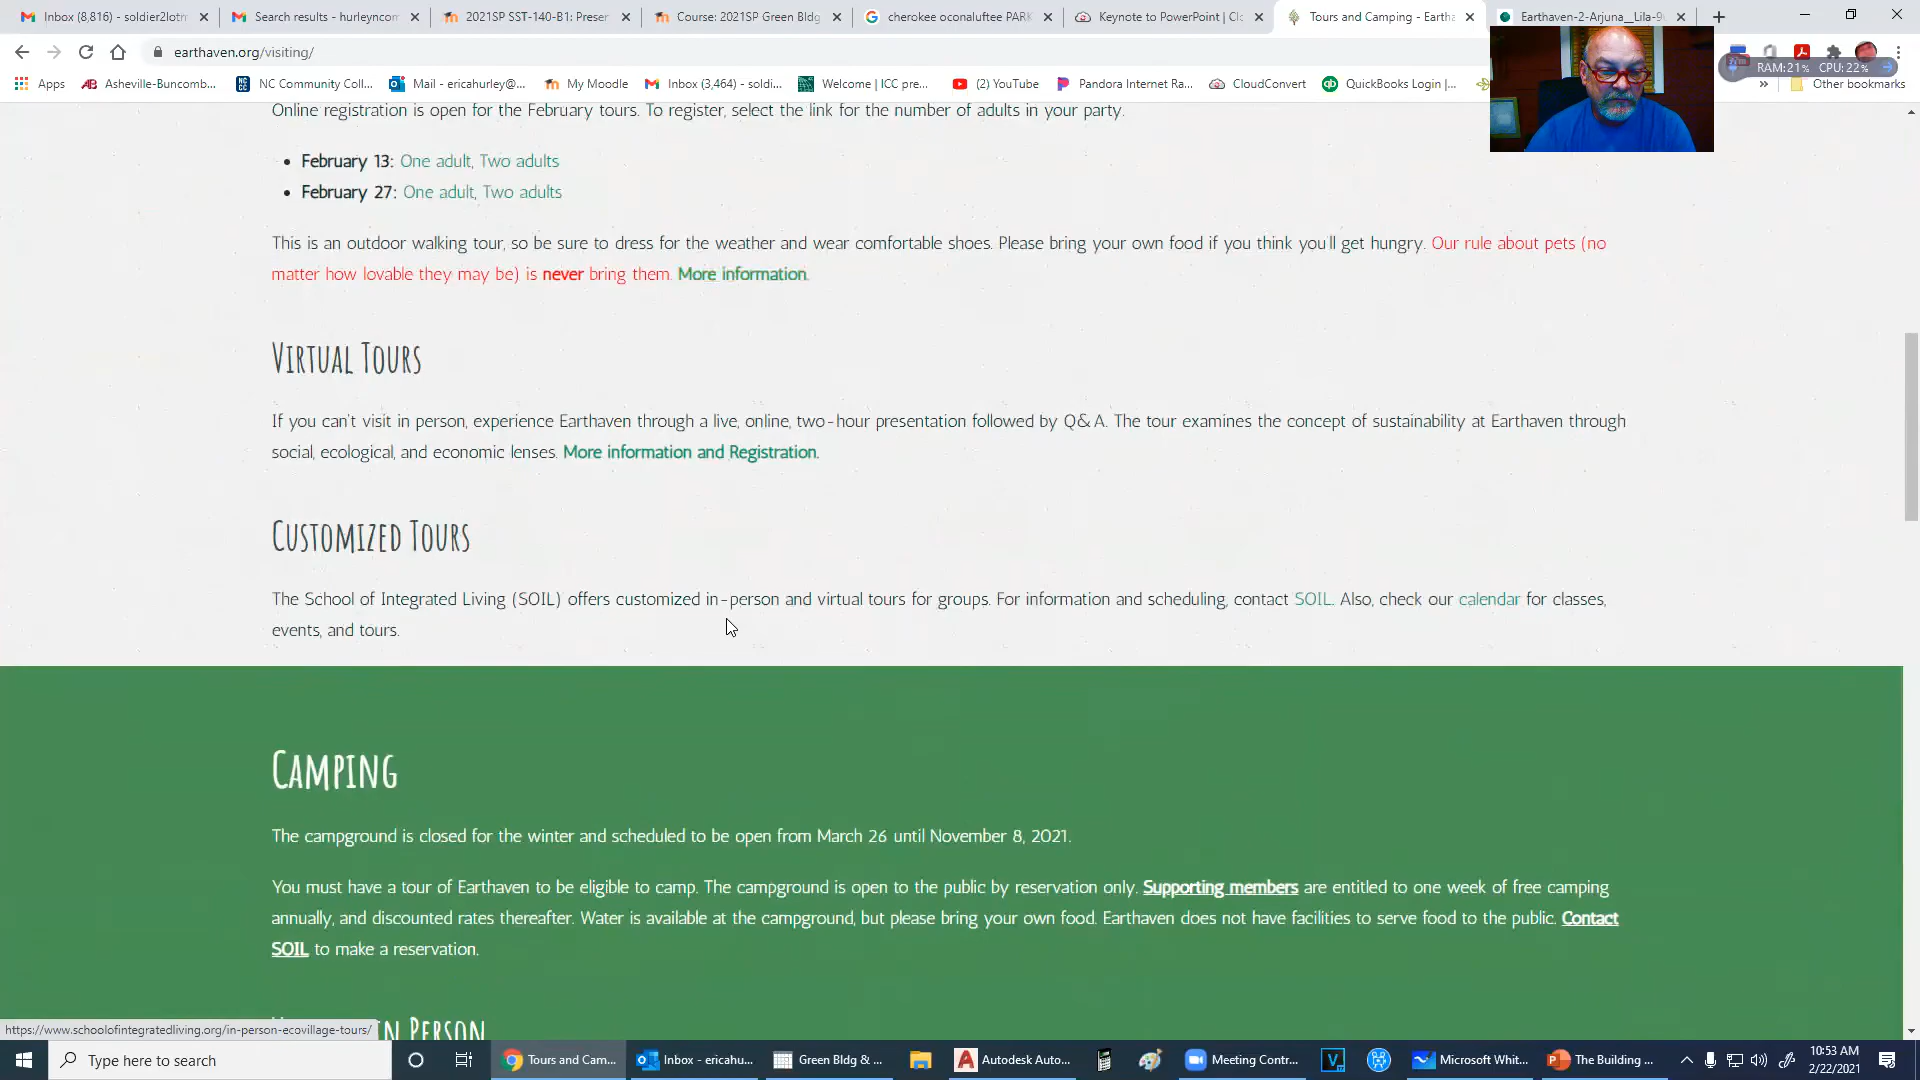 Inbox (8,816) - soldier2lotm
Search results - hurleyncom
2021SP SST-140-B1: Presen
Course: 2021SP Green Bldg
cherokee oconaluftee PARK
Keynote to PowerPoint | Clo
Tours and Camping - Eartha
Earthaven-2-Arjuna__Lila-9
earthaven.org/visiting/
RAM:21% CPU: 22%
Apps
Asheville-Buncomb...
NC Community Coll...
Mail - ericahurley@...
My Moodle
Inbox (3,464) - soldi...
Welcome | ICC pre...
(2) YouTube
Pandora Internet Ra...
CloudConvert
QuickBooks Login |...
»
Other bookmarks
Online registration is open for the February tours. To register, select the link for the number of adults in your party.
• February 13: One adult, Two adults
• February 27: One adult, Two adults
This is an outdoor walking tour, so be sure to dress for the weather and wear comfortable shoes. Please bring your own food if you think you'll get hungry. Our rule about pets (no
matter how lovable they may be) is never bring them. More information.
Virtual Tours
If you can't visit in person, experience Earthaven through a live, online, two-hour presentation followed by Q&A. The tour examines the concept of sustainability at Earthaven through
social, ecological, and economic lenses. More information and Registration.
Customized Tours
The School of Integrated Living (SOIL) offers customized in-person and virtual tours for groups. For information and scheduling, contact SOIL. Also, check our calendar for classes,
events, and tours.
Camping
The campground is closed for the winter and scheduled to be open from March 26 until November 8, 2021.
You must have a tour of Earthaven to be eligible to camp. The campground is open to the public by reservation only. Supporting members are entitled to one week of free camping
annually, and discounted rates thereafter. Water is available at the campground, but please bring your own food. Earthaven does not have facilities to serve food to the public. Contact
SOIL to make a reservation.
in Person
https://www.schoolofintegratedliving.org/in-person-ecovillage-tours/
Type here to search
Tours and Cam...
Inbox - ericahu...
Green Bldg & ...
Autodesk Auto...
Meeting Contr...
Microsoft Whit...
The Building ...
10:53 AM
2/22/2021